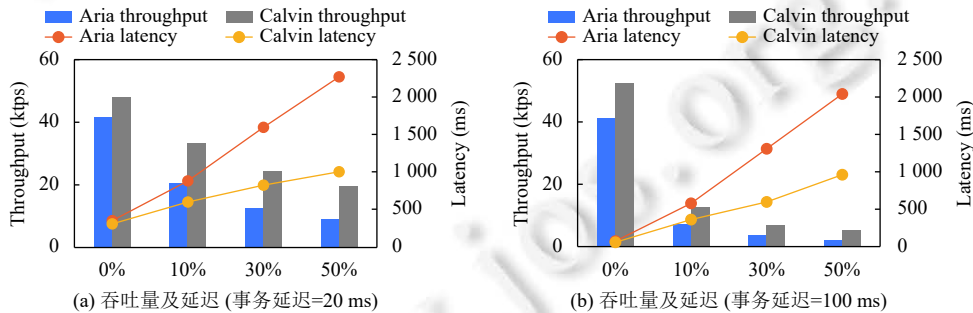 Aria throughput Calvin throughput
Aria latency Calvin latency
Throughput (ktps)
60
40
20
0
2 500
2 000
1 500
1 000
500
0
Latency (ms)
0% 10% 30% 50%
(a) 吞吐量及延迟 (事务延迟=20 ms)
Aria throughput Calvin throughput
Aria latency Calvin latency
Throughput (ktps)
60
40
20
0
2 500
2 000
1 500
1 000
500
0
Latency (ms)
0% 10% 30% 50%
(b) 吞吐量及延迟 (事务延迟=100 ms)